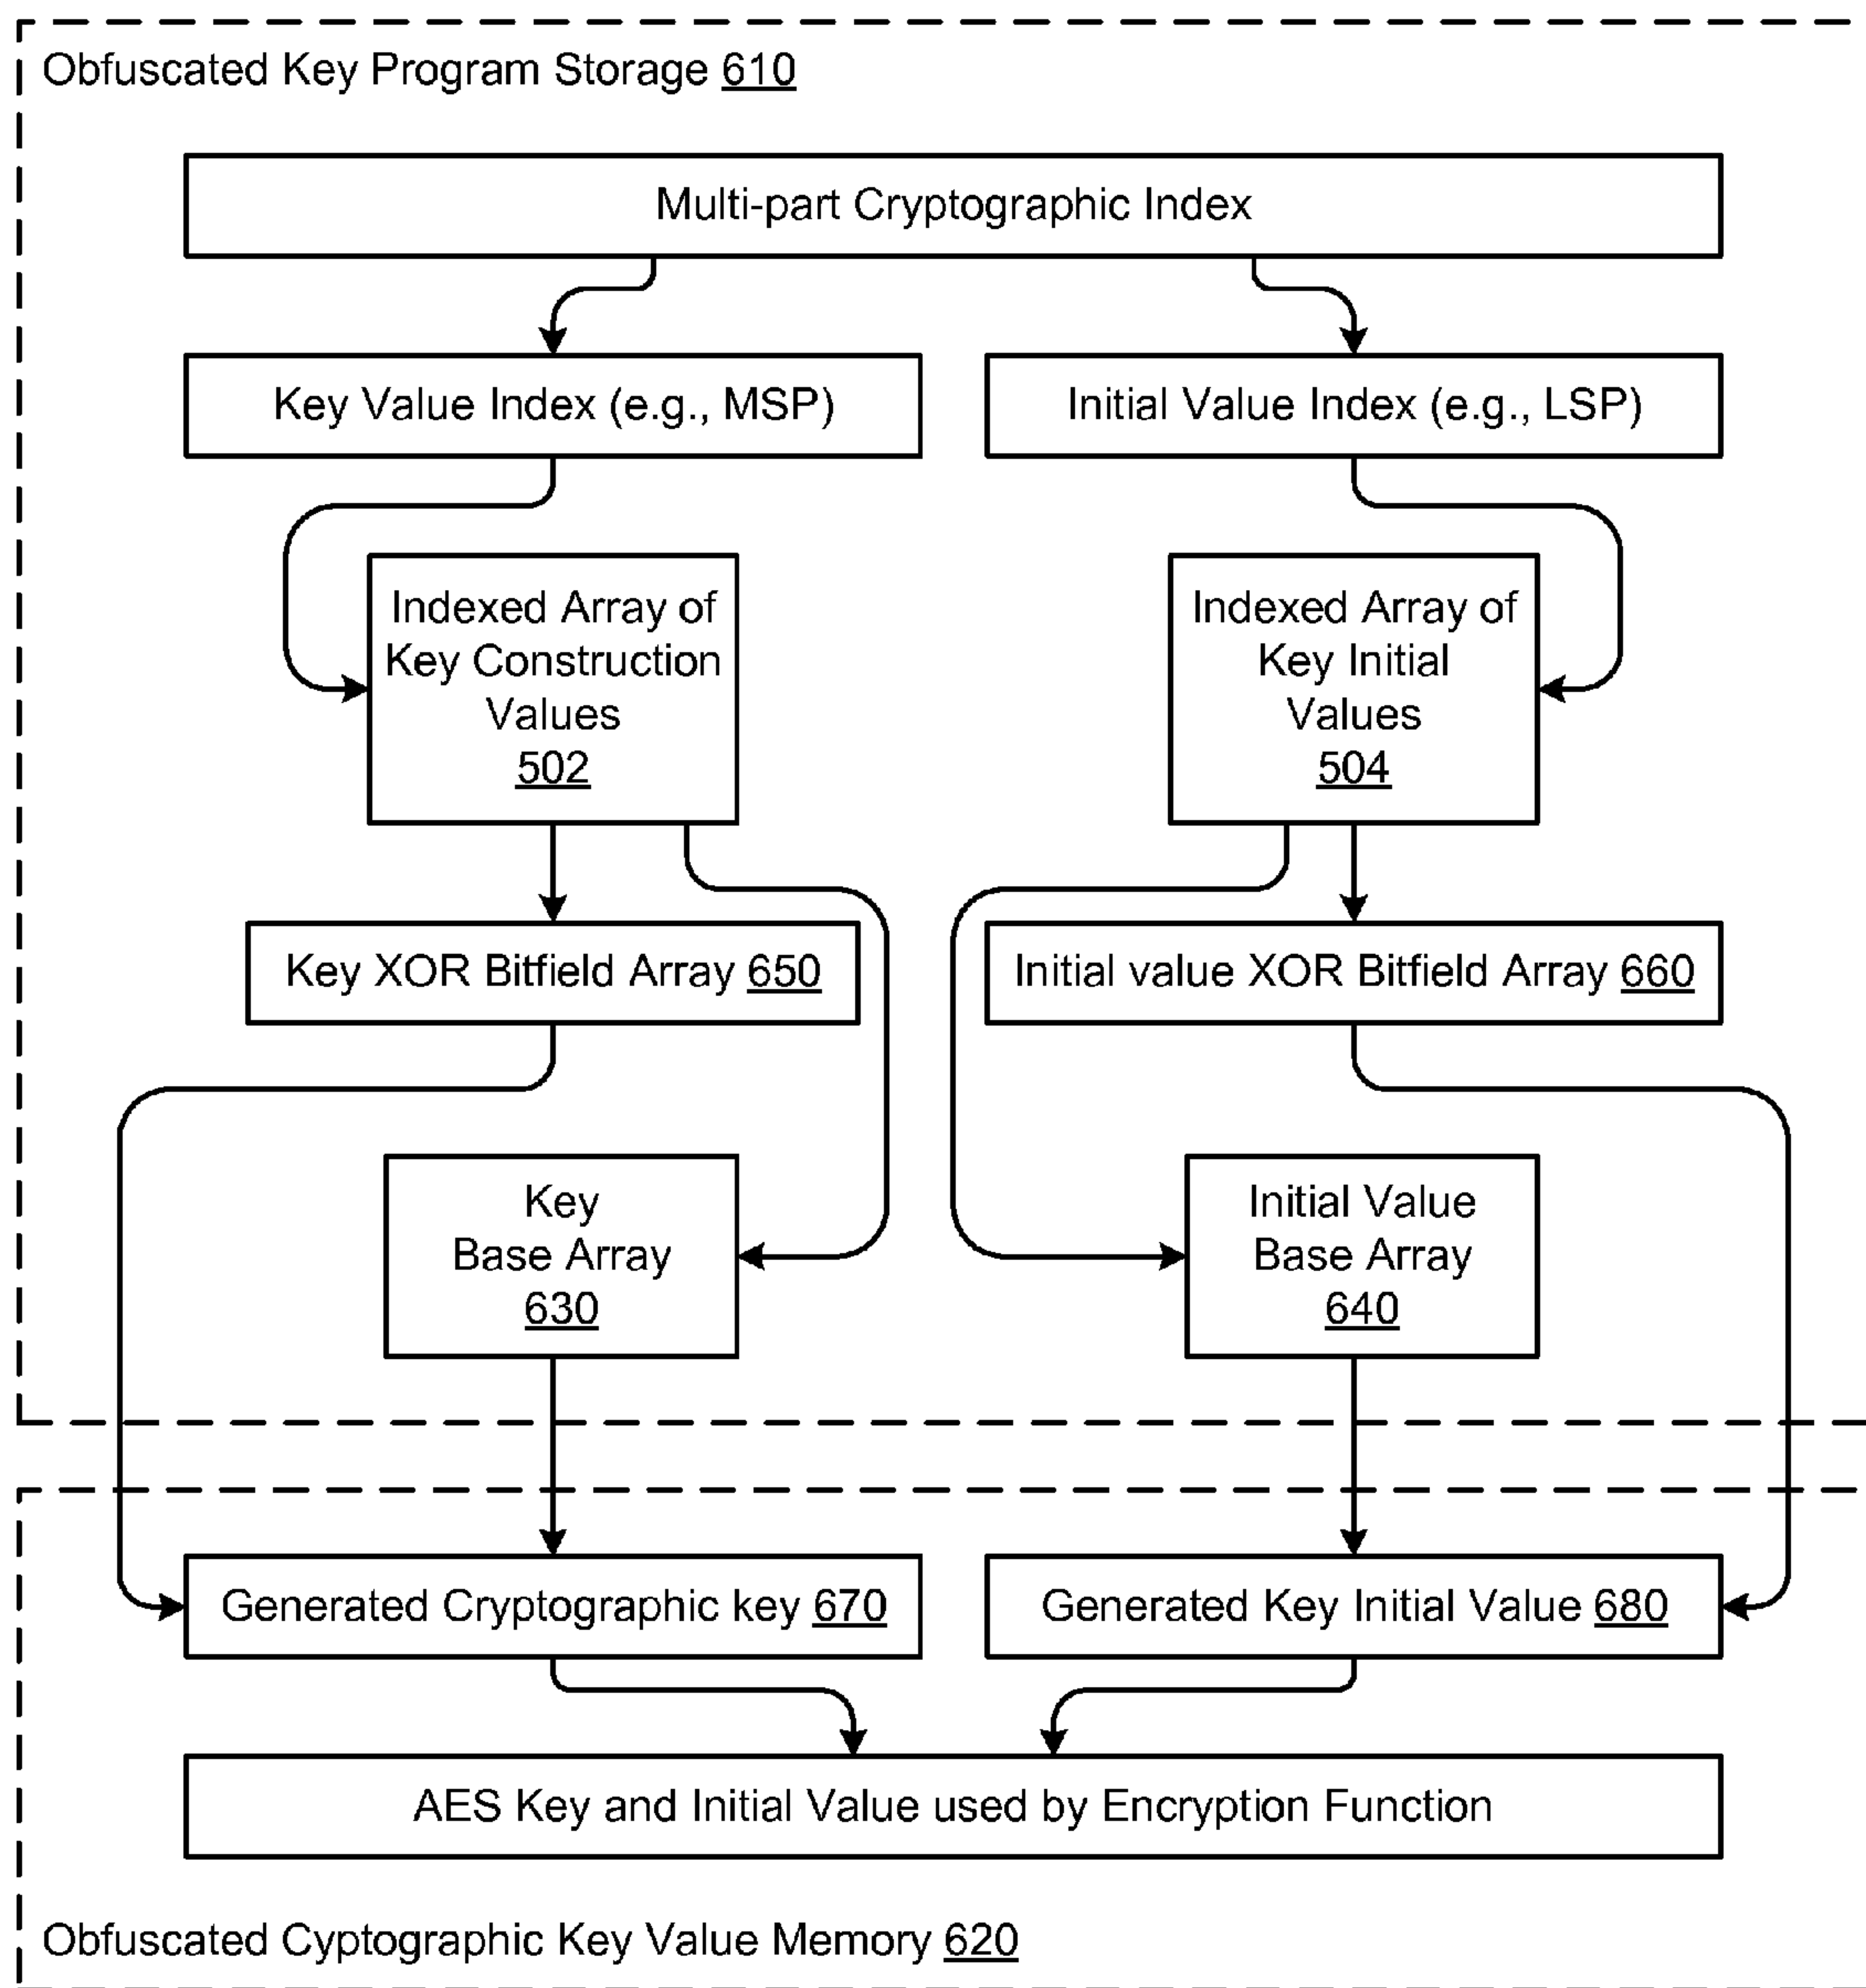 Obfuscated Key Program Storage 610
Multi-part Cryptographic Index
Key Value Index (e.g., MSP)
Initial Value Index (e.g., LSP)
Indexed Array of
Key Construction
Values
502
Indexed Array of
Key Initial
Values
504
Key XOR Bitfield Array 650
Initial value XOR Bitfield Array 660
Key
Base Array
630
Initial Value
Base Array
640
Generated Cryptographic key 670
Generated Key Initial Value 680
AES Key and Initial Value used by Encryption Function
Obfuscated Cyptographic Key Value Memory 620